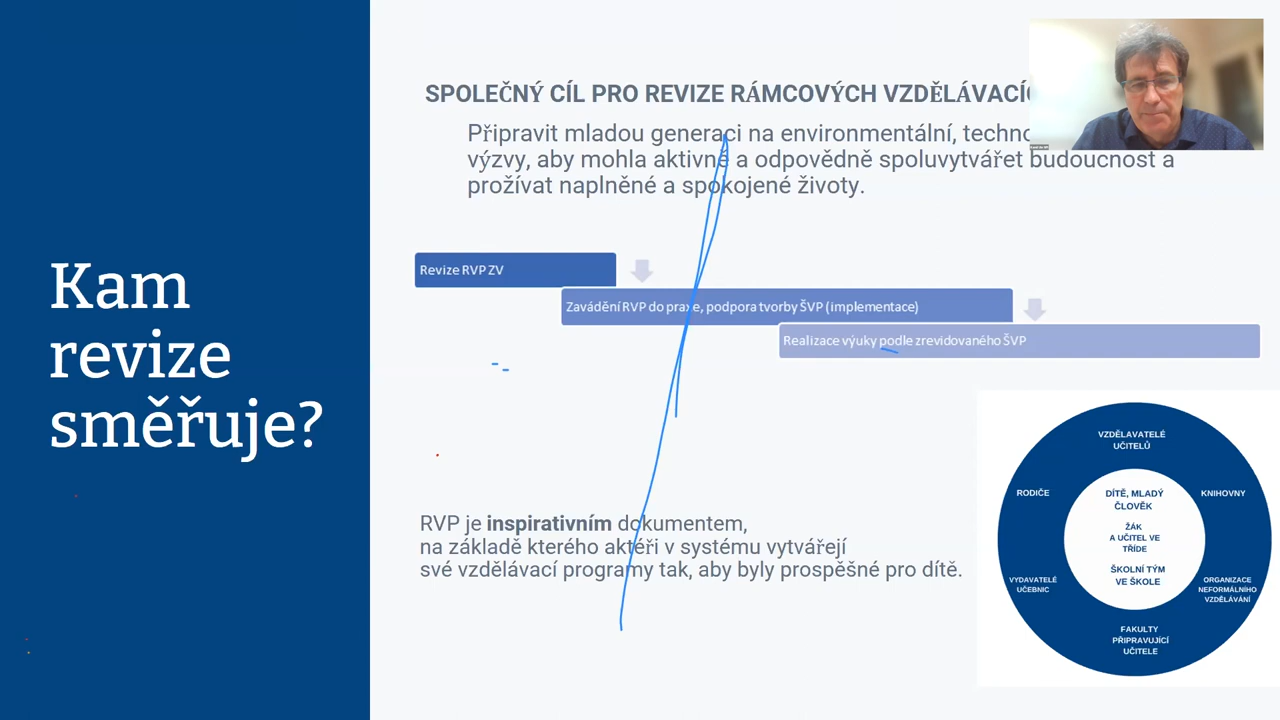 Kam
revize
směřuje?
SPOLEČNÝ CÍL PRO REVIZE RÁMCOVÝCH
Připravit mladou generaci na environmentální,
výzvy, aby mohla aktivně a odpovědně spoluvytvářet budoucnost a
prožívat naplněné a spokojené životy.
Revize RVP ZV
Zavádění RVP do praxe, podpora tvorby ŠVP (implementace)
Realizace výuky podle zrevidovaného ŠVP
RVP je inspirativním dokumentem,
na základě kterého aktéři v systému vytvářejí
své vzdělávací programy tak, aby byly prospěšné pro dítě.
VZDĚLAVATELÉ
UČITELŮ
RODIČE
KNIHOVNY
DÍTĚ, MLADÝ
ČLOVĚK
ŽÁK
A UČITEL VE
TŘÍDE
ŠKOLNÍ TÝM
VE ŠKOLE
VYDAVATELÉ
UČEBNIC
ORGANIZACE
NEFORMÁLNÍHO
VZDĚLÁVÁNÍ
FAKULTY
PŘIPRAVUJÍCÍ
UČITELE